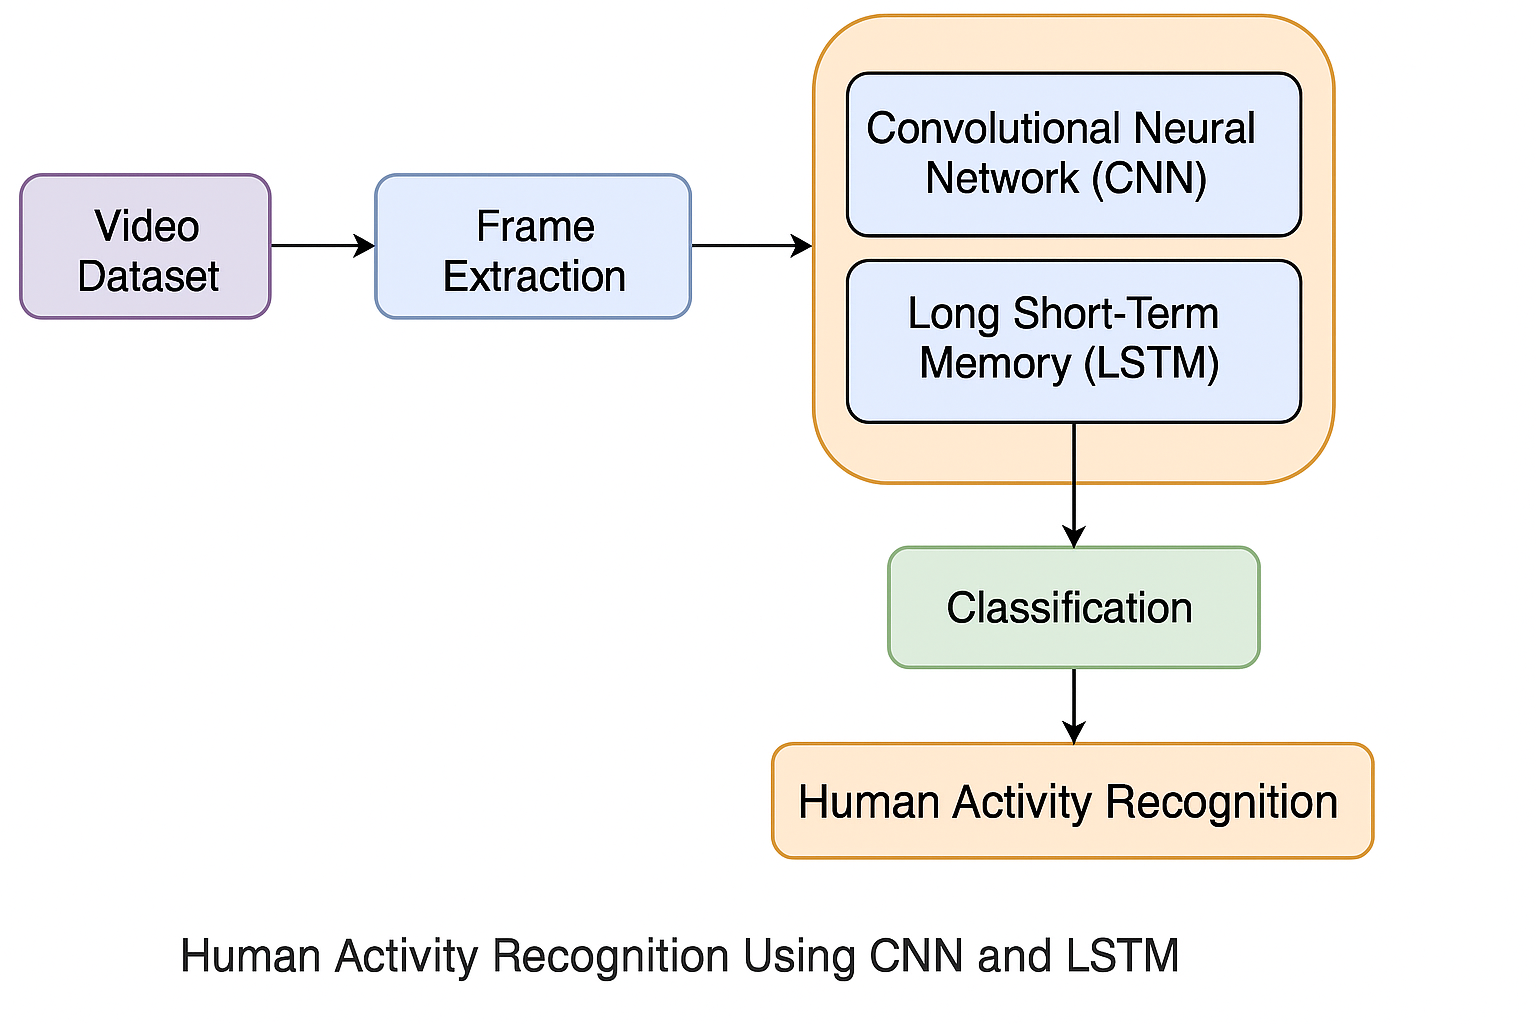 Video
Dataset
Frame
Extraction
Convolutional Neural
Network (CNN)
Long Short-Term
Memory (LSTM)
Classification
Human Activity Recognition
Human Activity Recognition Using CNN and LSTM